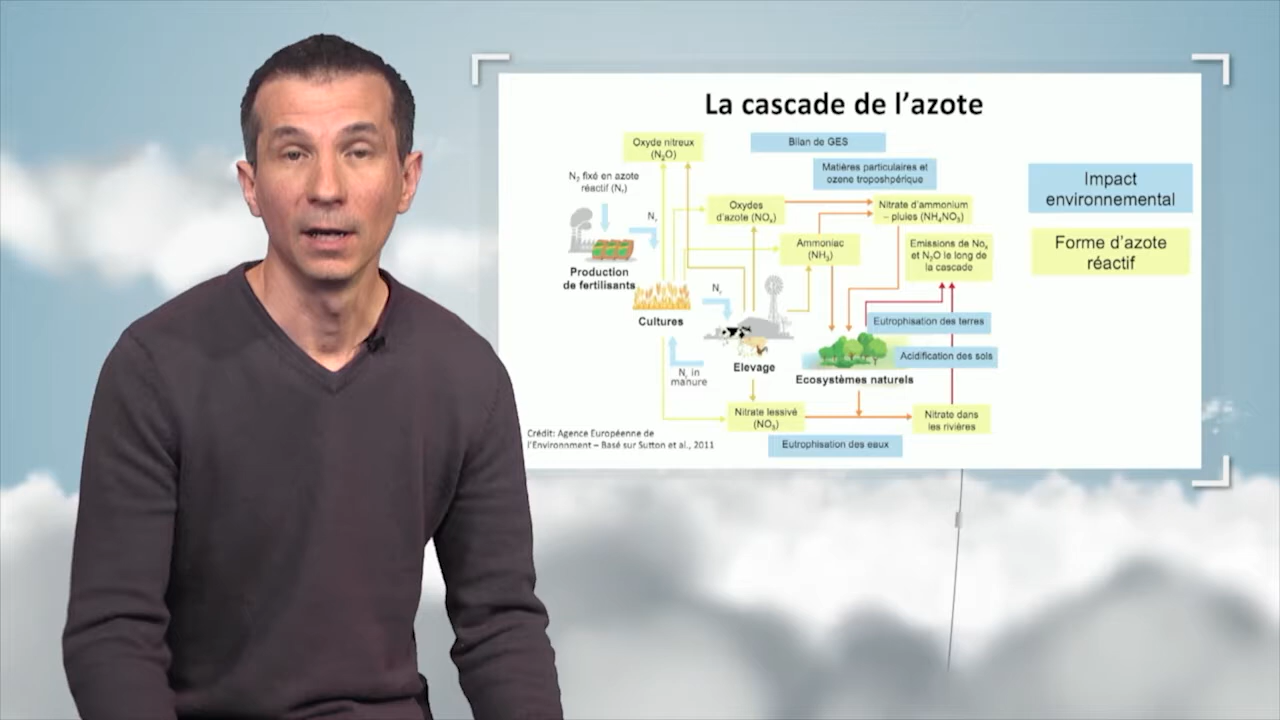 La cascade de l'azote
Oxyde nitreux
(N2O)
Bilan de GES
Matières particulaires et
ozene troposhpérique
Impact
environnemental
Forme d'azote
réactif
N2 fixé en azote
réactif (Nr)
Nr
Oxydes
d'azote (NOx)
Nitrate d'ammonium
– pluies (NH4NO3)
Ammoniac
(NH3)
Emissions de Nox
et N2O le long de
la cascade
Production
de fertilisants
Nr
Cultures
Eutrophisation des terres
Acidification des sols
Elevage
Nr in
manure
Ecosystèmes naturels
Nitrate lessivé
(NO3)
Nitrate dans
les rivières
Eutrophisation des eaux
Crédit: Agence Européenne de
l'Environnment – Basé sur Sutton et al., 2011